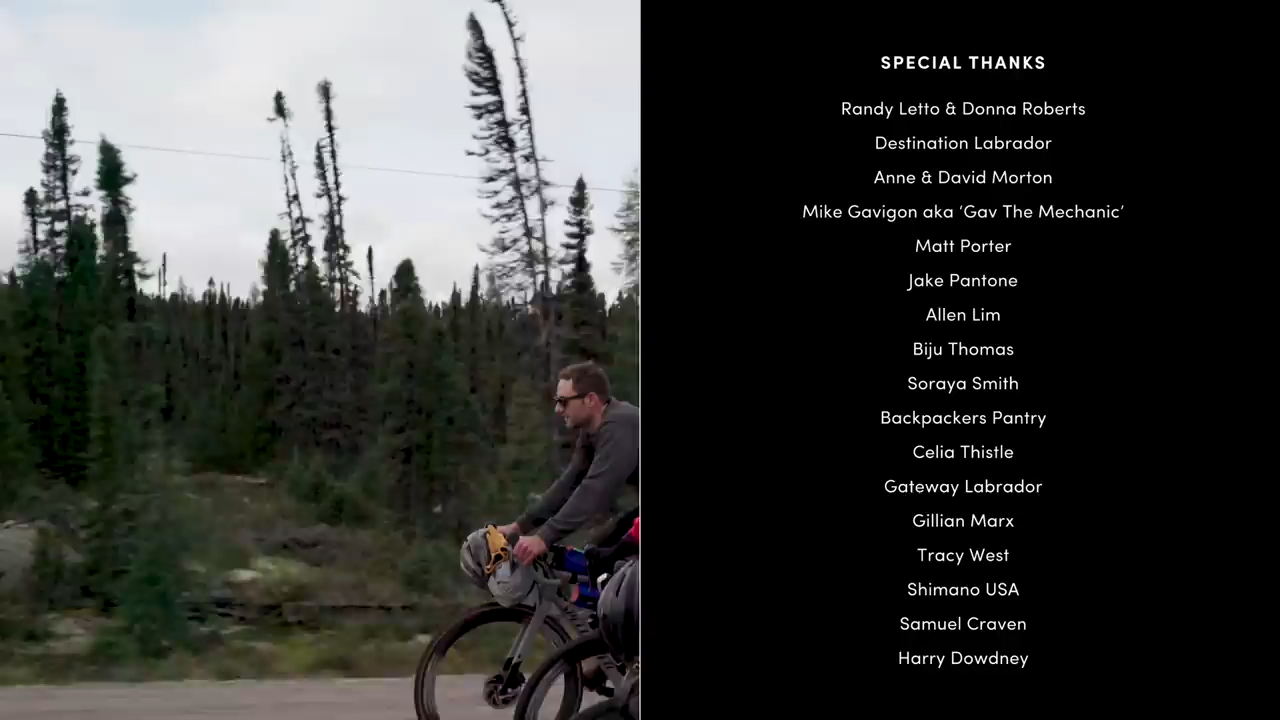 SPECIAL THANKS
Randy Letto & Donna Roberts
Destination Labrador
Anne & David Morton
Mike Gavigon aka ‘Gav The Mechanic’
Matt Porter
Jake Pantone
Allen Lim
Biju Thomas
Soraya Smith
Backpackers Pantry
Celia Thistle
Gateway Labrador
Gillian Marx
Tracy West
Shimano USA
Samuel Craven
Harry Dowdney